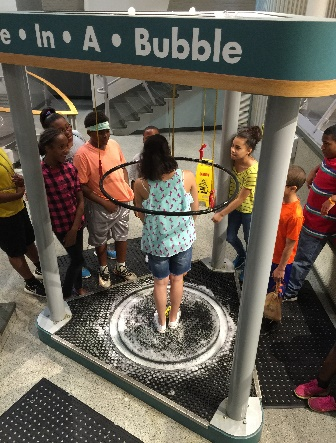 e • In • A • Bubble